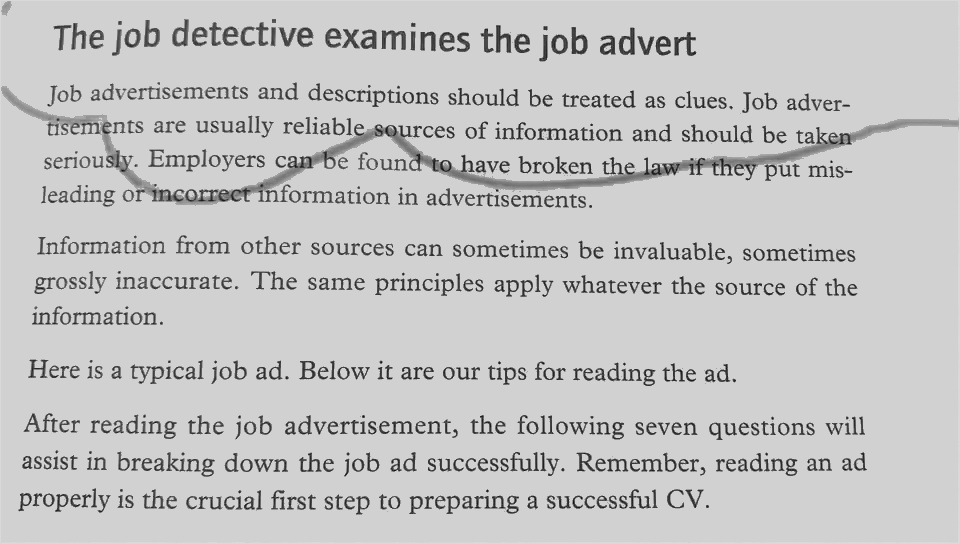 The job detective examines the job advert
Job advertisements and descriptions should be treated as clues. Job adver-
tisements are usually reliable sources of information and should be taken
seriously. Employers can be found to have broken the law if they put mis-
leading or incorrect information in advertisements.
Information from other sources can sometimes be invaluable, sometimes
grossly inaccurate. The same principles apply whatever the source of the
information.
Here is a typical job ad. Below it are our tips for reading the ad.
After reading the job advertisement, the following seven questions will
assist in breaking down the job ad successfully. Remember, reading an ad
properly is the crucial first step to preparing a successful CV.